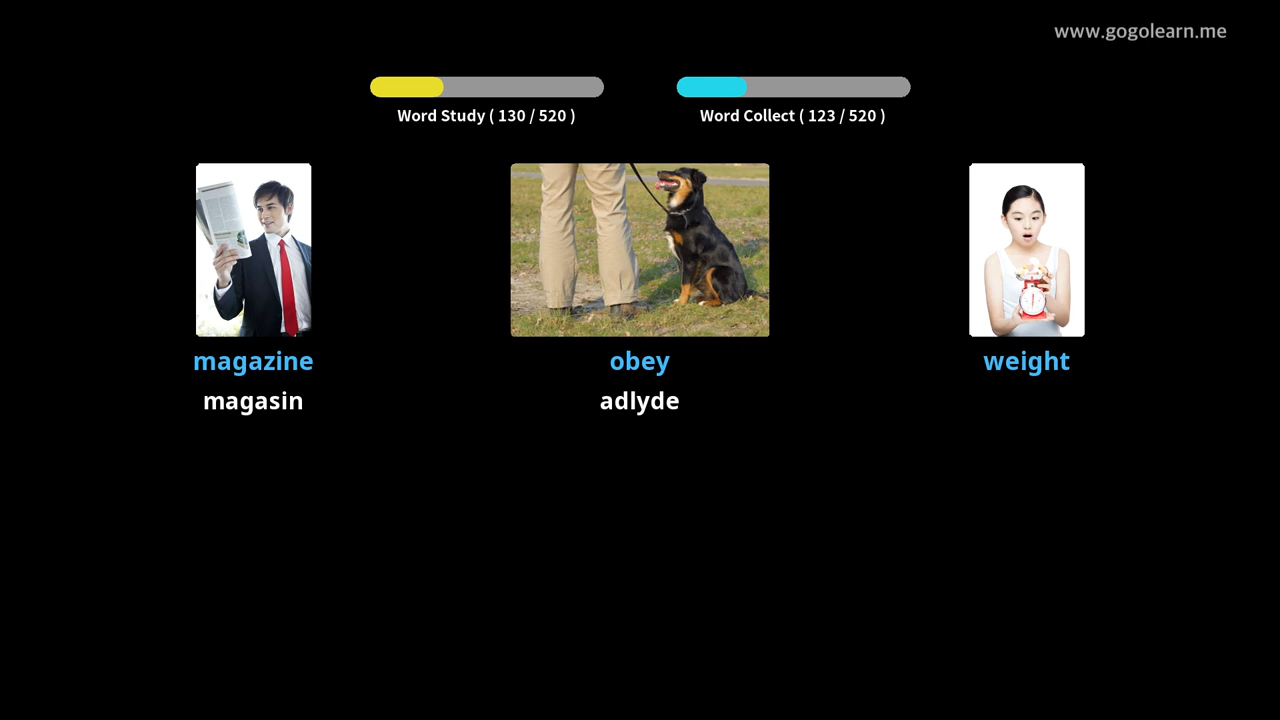 www.gogolearn.me
Word Study ( 130 / 520 )
Word Collect ( 123 / 520 )
magazine
obey
weight
magasin
adlyde